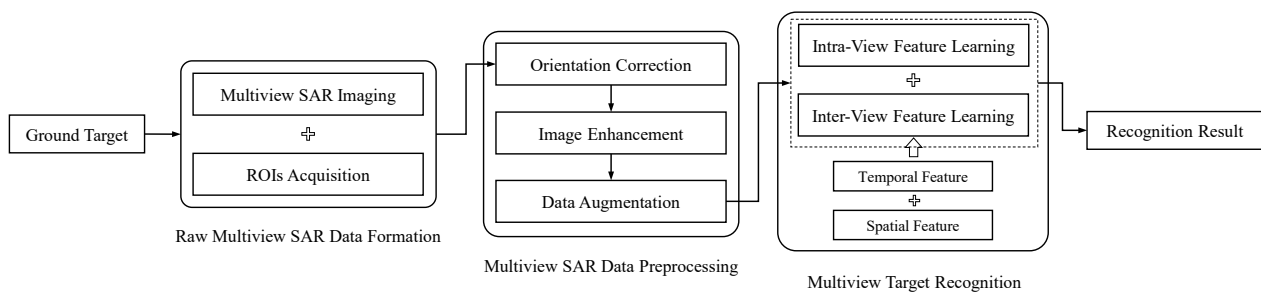 Ground Target
Multiview SAR Imaging
ROIs Acquisition
Raw Multiview SAR Data Formation
Orientation Correction
Image Enhancement
Data Augmentation
Multiview SAR Data Preprocessing
Intra-View Feature Learning
Inter-View Feature Learning
Temporal Feature
Spatial Feature
Multiview Target Recognition
Recognition Result